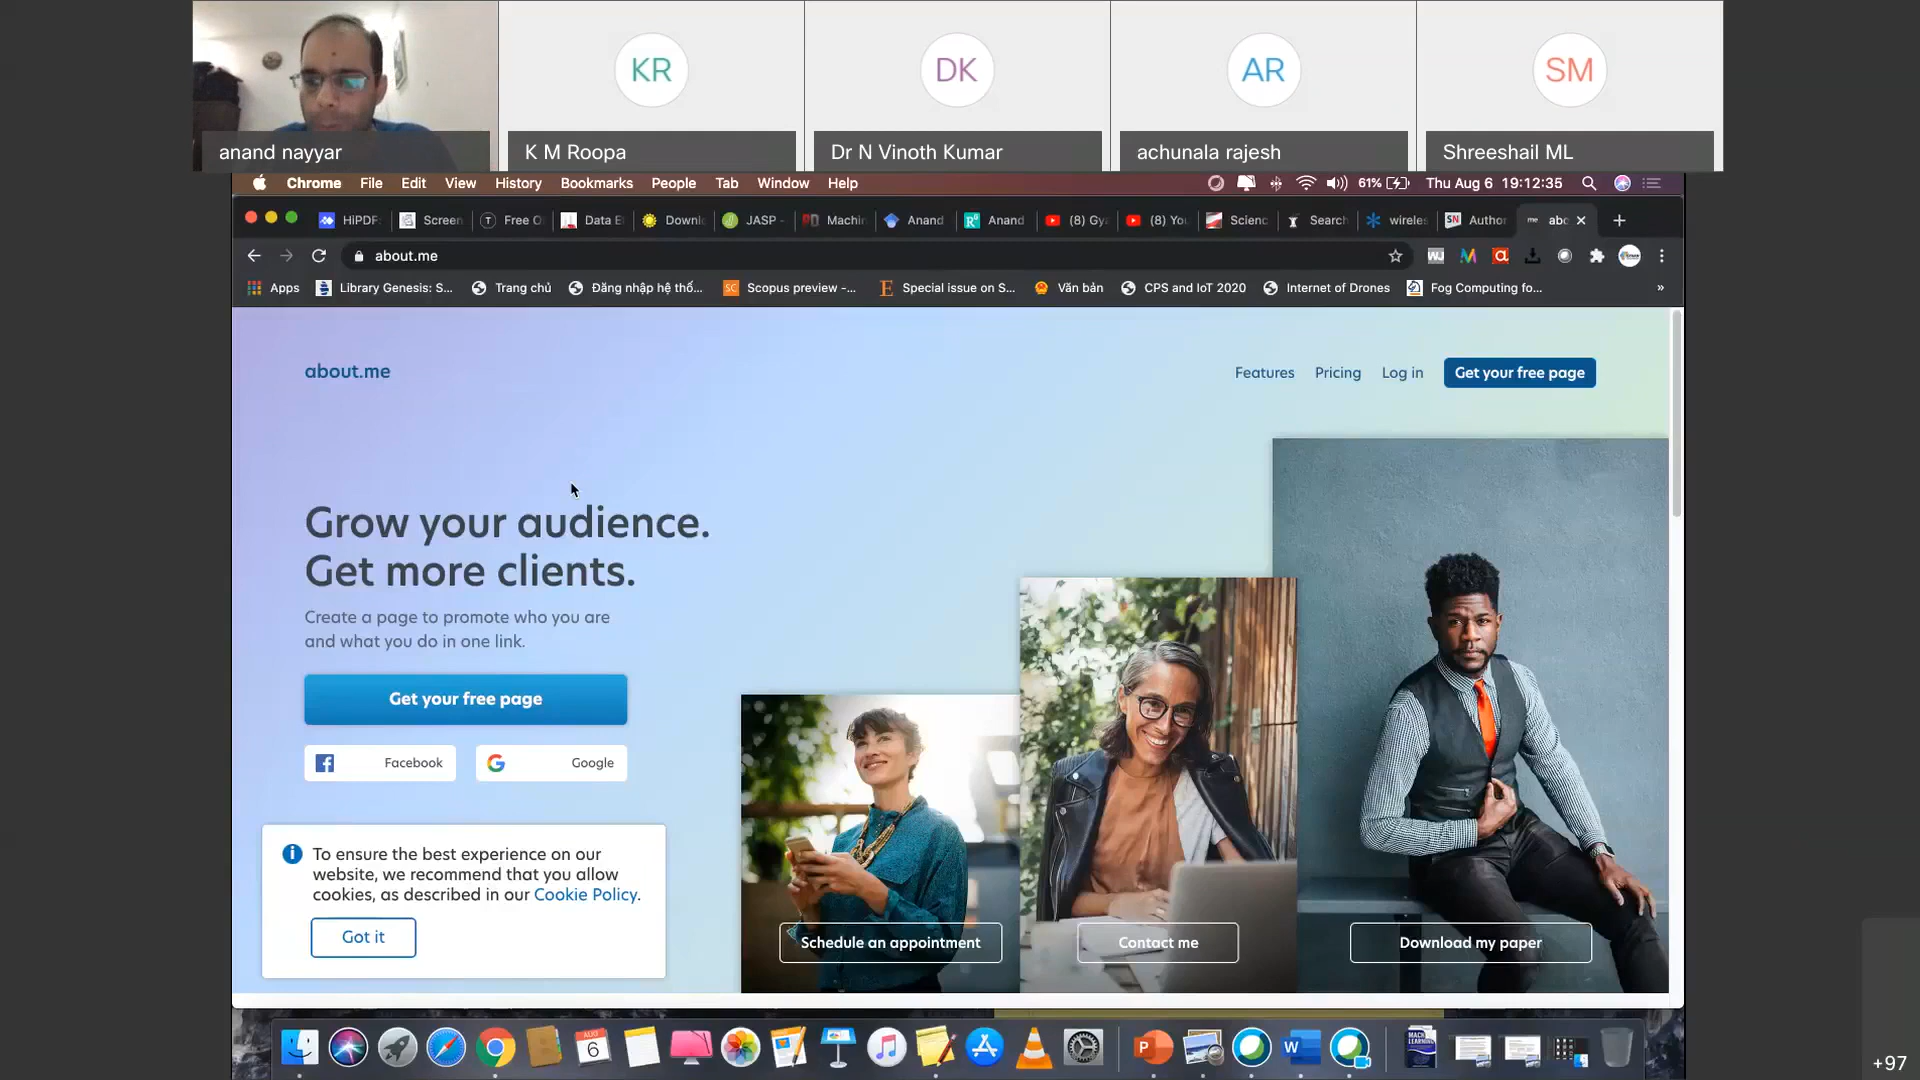 KR
DK
AR
SM
anand nayyar
K M Roopa
Dr N Vinoth Kumar
achunala rajesh
Shreeshail ML
Chrome File Edit View History Bookmarks People Tab Window Help
61% Thu Aug 6 19:12:35
HiPDF: Screen Free O Data E Downl JASP - Machin Anand Anand (8) Gy (8) You Scienc Search wireles Author abo
about.me
Apps Library Genesis: S... Trang chủ Đăng nhập hệ thố... Scopus preview -... Special issue on S... Văn bản CPS and IoT 2020 Internet of Drones Fog Computing fo... »
about.me
Features Pricing Log in Get your free page
Grow your audience.
Get more clients.
Create a page to promote who you are
and what you do in one link.
Get your free page
Facebook
Google
To ensure the best experience on our
website, we recommend that you allow
cookies, as described in our Cookie Policy.
Got it
Schedule an appointment
Contact me
Download my paper
AUG
6
+97